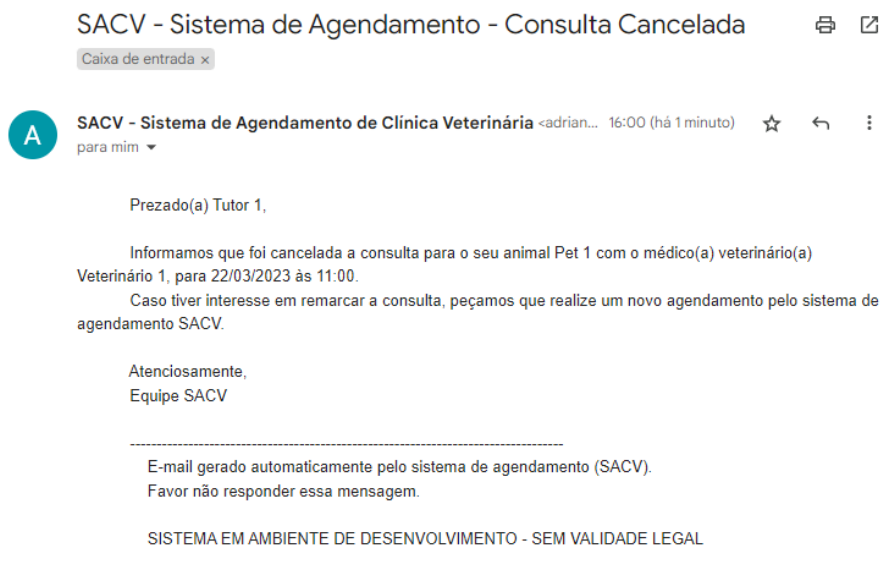 SACV - Sistema de Agendamento - Consulta Cancelada
Caixa de entrada ×
A
SACV - Sistema de Agendamento de Clínica Veterinária <adrian... 16:00 (há 1 minuto)
para mim
Prezado(a) Tutor 1,
Informamos que foi cancelada a consulta para o seu animal Pet 1 com o médico(a) veterinário(a)
Veterinário 1, para 22/03/2023 às 11:00.
Caso tiver interesse em remarcar a consulta, peçamos que realize um novo agendamento pelo sistema de
agendamento SACV.
Atenciosamente,
Equipe SACV
--------------------------------------------------------------------------------
E-mail gerado automaticamente pelo sistema de agendamento (SACV).
Favor não responder essa mensagem.
SISTEMA EM AMBIENTE DE DESENVOLVIMENTO - SEM VALIDADE LEGAL